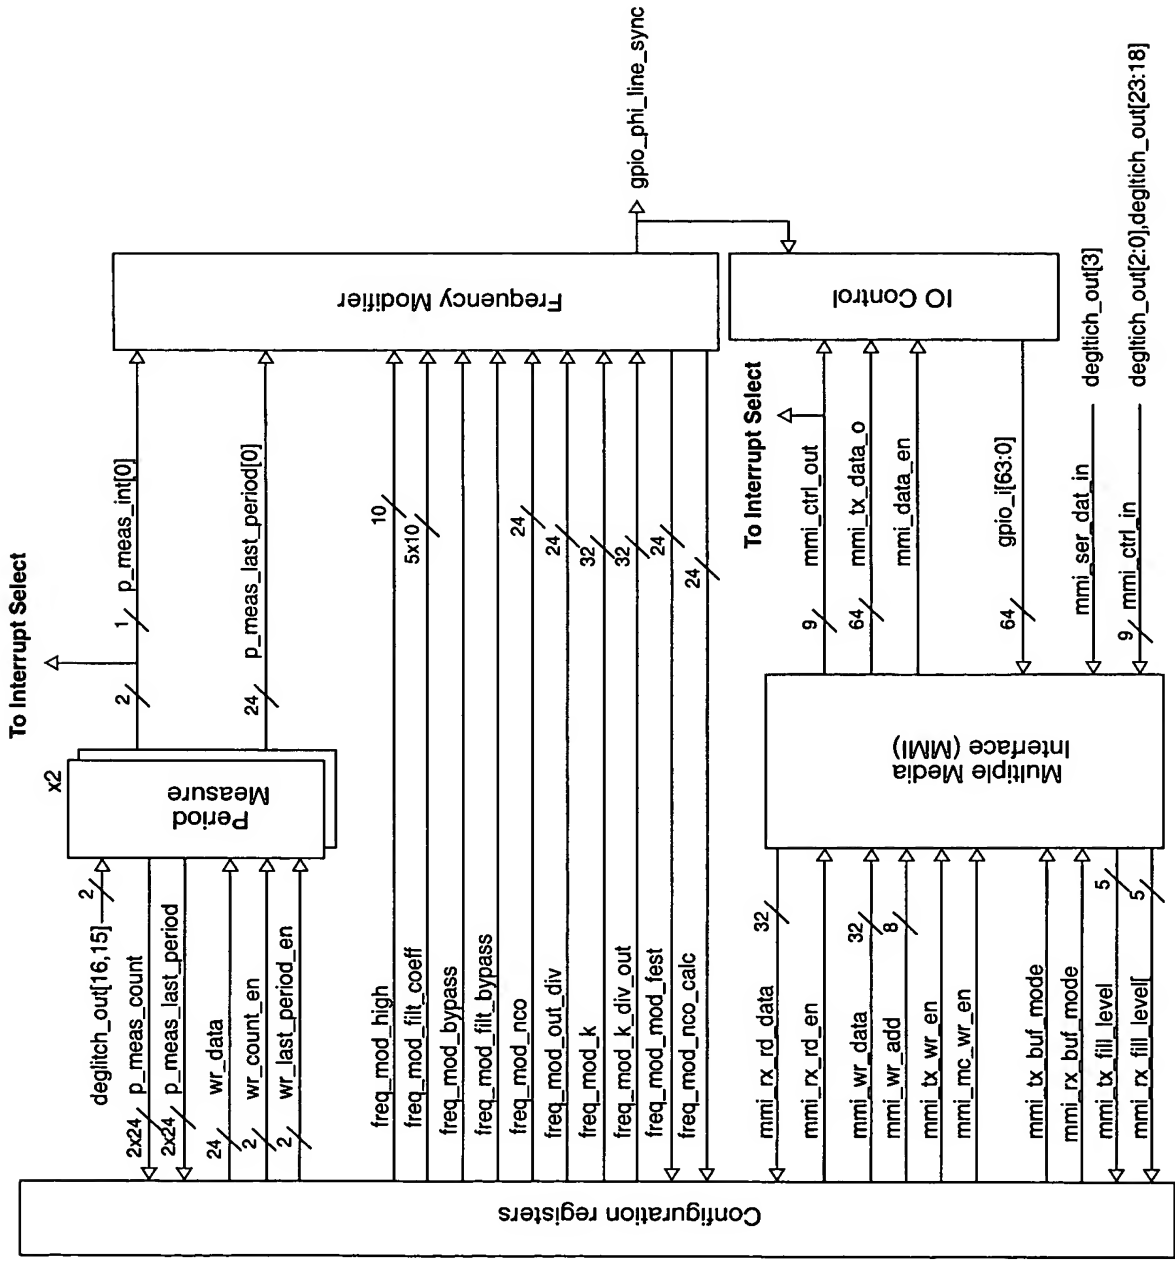 To Interrupt Select
x2
Period
Measure
deglitch_out[16,15]
2
2x24
p_meas_count
2x24
p_meas_last_period
24
wr_data
2
wr_count_en
2
wr_last_period_en
2
1
p_meas_int[0]
24
p_meas_last_period[0]
Frequency Modifier
freq_mod_high
10
freq_mod_filt_coeff
5x10
freq_mod_bypass
freq_mod_filt_bypass
freq_mod_nco
24
freq_mod_out_div
24
freq_mod_k
32
freq_mod_k_div_out
32
freq_mod_mod_fest
24
freq_mod_nco_calc
24
gpio_phi_line_sync
IO Control
To Interrupt Select
9
mmi_ctrl_out
64
mmi_tx_data_o
mmi_data_en
64
gpio_i[63:0]
mmi_ser_dat_in
degltich_out[3]
9
mmi_ctrl_in
degltich_out[2:0],degltich_out[23:18]
Multiple Media
Interface (MMI)
mmi_rx_rd_data
32
mmi_rx_rd_en
mmi_wr_data
32
mmi_wr_add
8
mmi_tx_wr_en
mmi_mc_wr_en
mmi_tx_buf_mode
mmi_rx_buf_mode
mmi_tx_fill_level
5
mmi_rx_fill_level[
5
Configuration registers